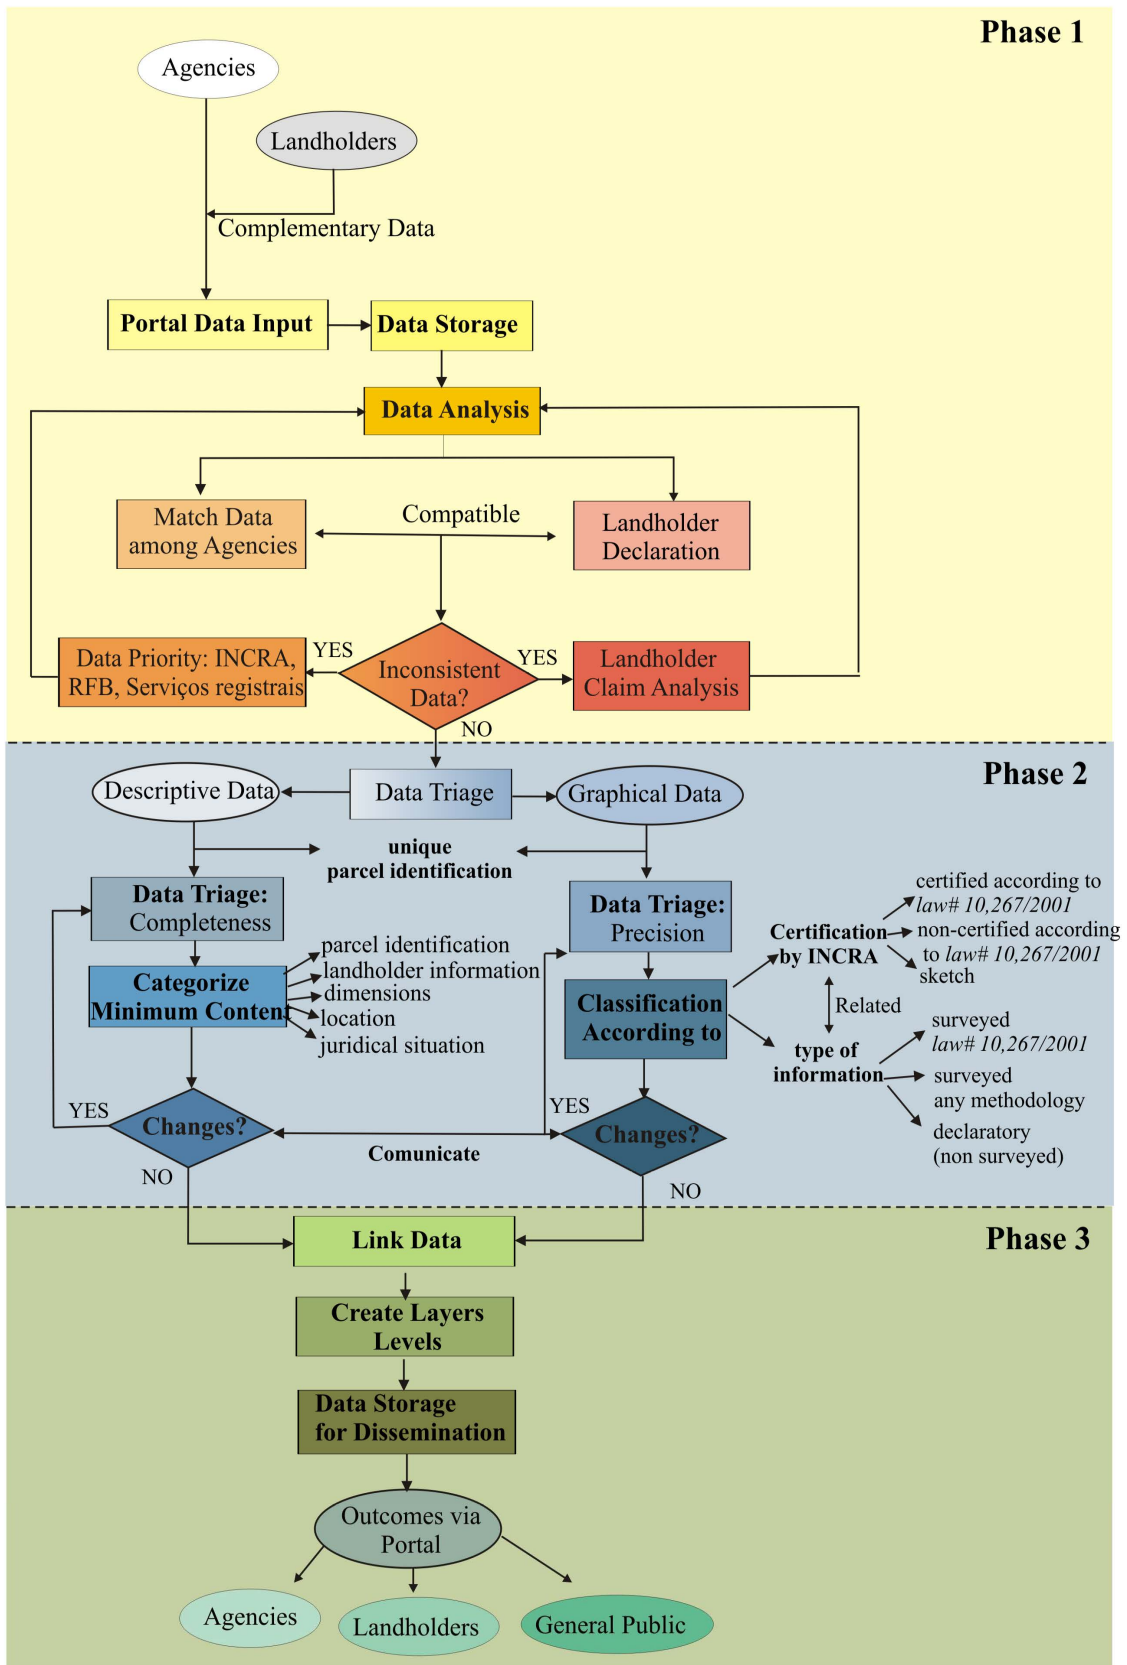 Phase 1
Agencies
Landholders
Complementary Data
Portal Data Input
Data Storage
Data Analysis
Match Data
among Agencies
Compatible
Landholder
Declaration
Data Priority: INCRA,
RFB, Serviços registrais
YES
Inconsistent
Data?
YES
Landholder
Claim Analysis
NO
Phase 2
Descriptive Data
Data Triage
Graphical Data
unique
parcel identification
Data Triage:
Completeness
Data Triage:
Precision
Categorize
Minimum Content
parcel identification
landholder information
dimensions
location
juridical situation
Classification
According to
Certification
by INCRA
certified according to
law# 10,267/2001
non-certified according
to law# 10,267/2001
sketch
Related
type of
information
surveyed
law# 10,267/2001
surveyed
any methodology
declaratory
(non surveyed)
YES
Changes?
NO
Comunicate
YES
Changes?
NO
Phase 3
Link Data
Create Layers
Levels
Data Storage
for Dissemination
Outcomes via
Portal
Agencies
Landholders
General Public